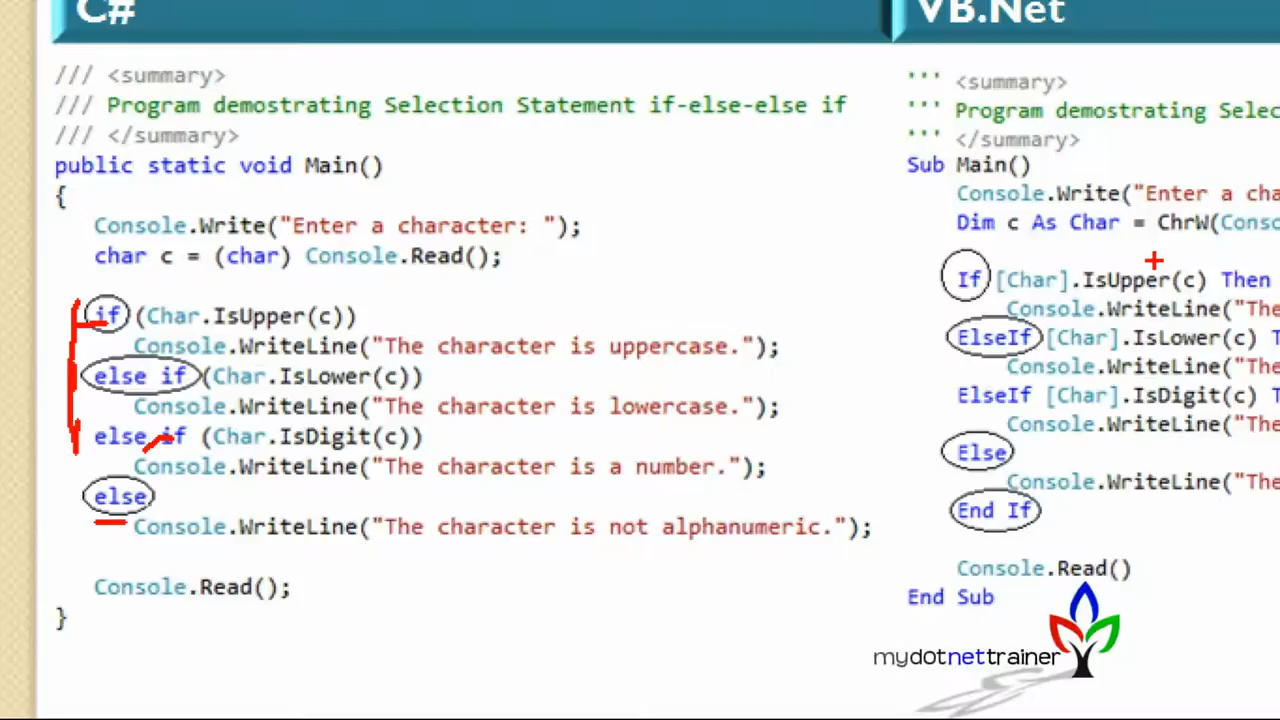 C#
/// <summary>
/// Program demostrating Selection Statement if-else-else if
/// </summary>
public static void Main()
{
Console.Write("Enter a character: ");
char c = (char) Console.Read();
if (Char.IsUpper(c))
Console.WriteLine("The character is uppercase.");
else if (Char.IsLower(c))
Console.WriteLine("The character is lowercase.");
else if (Char.IsDigit(c))
Console.WriteLine("The character is a number.");
else
Console.WriteLine("The character is not alphanumeric.");
Console.Read();
}
VB.Net
''' <summary>
''' Program demostrating Selec
''' </summary>
Sub Main()
Console.Write("Enter a cha
Dim c As Char = ChrW(Conso
If [Char].IsUpper(c) Then
Console.WriteLine("The
ElseIf [Char].IsLower(c) T
Console.WriteLine("The
ElseIf [Char].IsDigit(c) T
Console.WriteLine("The
Else
Console.WriteLine("The
End If
Console.Read()
End Sub
mydotnettrainer